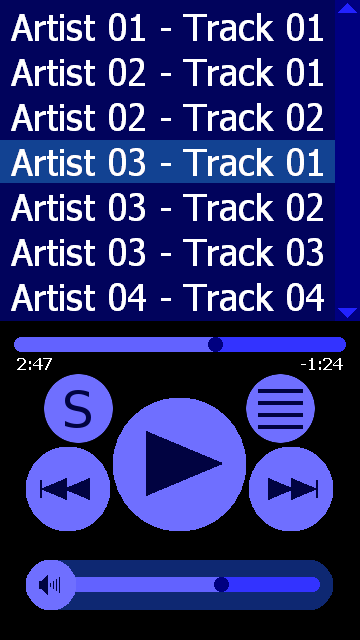 Artist 01 - Track 01
Artist 02 - Track 01
Artist 02 - Track 02
Artist 03 - Track 01
Artist 03 - Track 02
Artist 03 - Track 03
Artist 04 - Track 04
2:47 -1:24
S